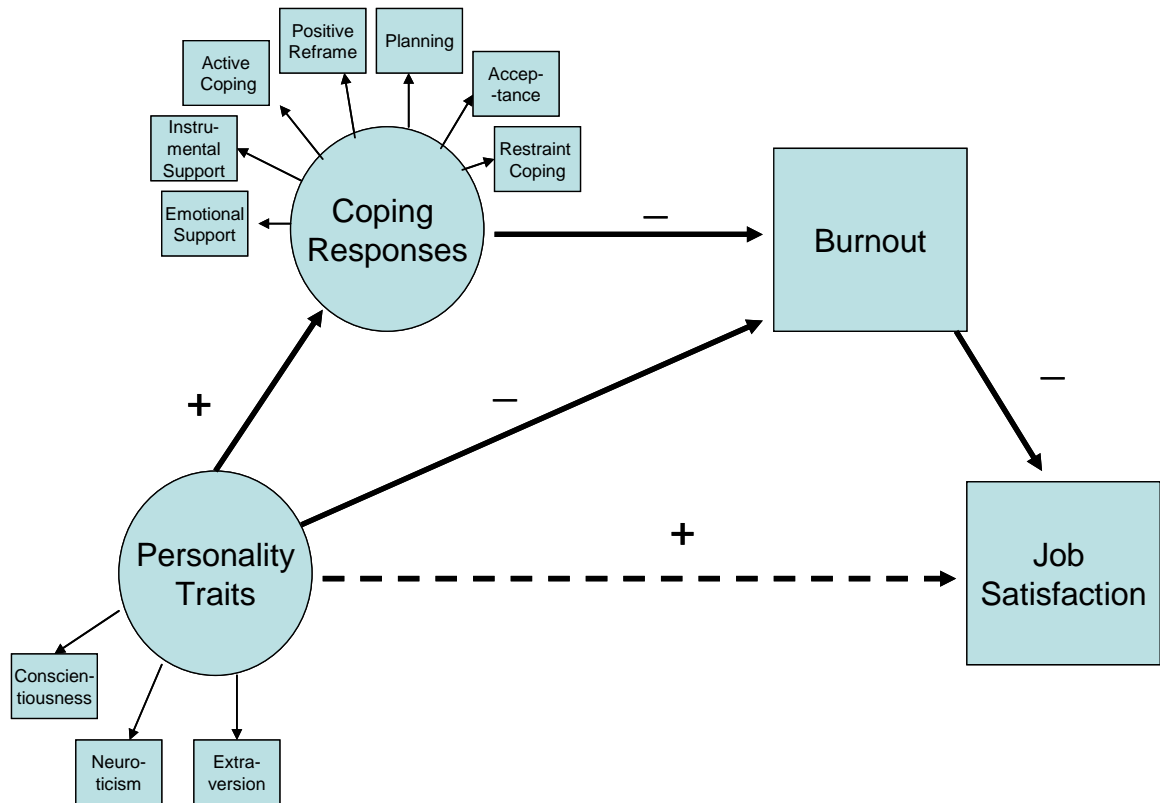 Positive
Reframe
Planning
Active
Coping
Accep-
-tance
Instru-
mental
Support
Restraint
Coping
Emotional
Support
Coping
Responses
–
Burnout
+
–
–
Personality
Traits
+
Job
Satisfaction
Conscien-
tiousness
Neuro-
ticism
Extra-
version